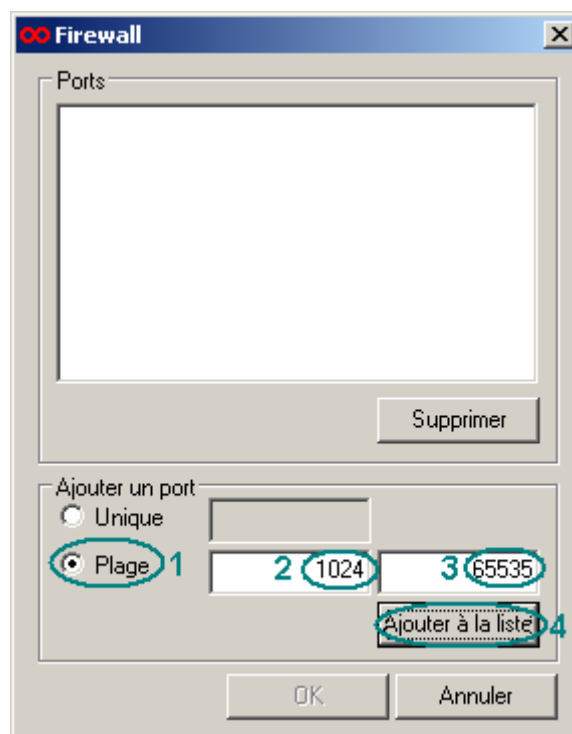 Firewall
Ports
Supprimer
Ajouter un port
Unique
Plage 1 2 1024 3 65535
Ajouter à la liste 4
OK Annuler